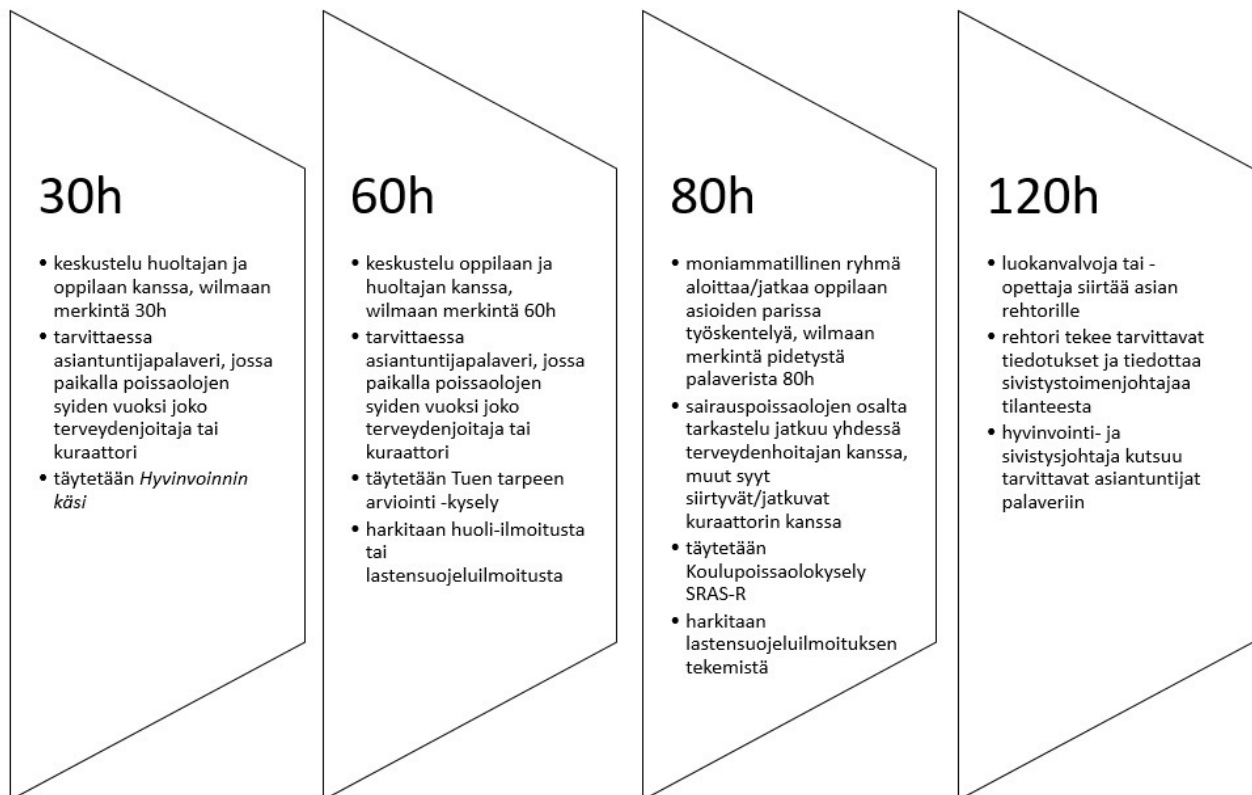 30h
• keskustelu huoltajan ja
oppilaan kanssa, wilmaan
merkintä 30h
• tarvittaessa
asiantuntijapalaveri, jossa
paikalla poissaolojen
syiden vuoksi joko
terveydenjoitaja tai
kuraattori
• täytetään Hyvinvoinnin
käsi
60h
• keskustelu oppilaan ja
huoltajan kanssa,
wilmaan merkintä 60h
• tarvittaessa
asiantuntijapalaveri, jossa
paikalla poissaolojen
syiden vuoksi joko
terveydenjoitaja tai
kuraattori
• täytetään Tuen tarpeen
arviointi -kysely
• harkitaan huoli-ilmoitusta
tai
lastensuojeluilmoitusta
80h
• moniammatillinen ryhmä
aloittaa/jatkaa oppilaan
asioiden parissa
työskentelyä, wilmaan
merkintä pidetystä
palaverista 80h
• sairauspoissaolojen osalta
tarkastelu jatkuu yhdessä
terveydenhoitajan kanssa,
muut syyt
siirtyvät/jatkuvat
kuraattorin kanssa
• täytetään
Koulupoissaolokysely
SRAS-R
• harkitaan
lastensuojeluilmoituksen
tekemistä
120h
• luokanvalvoja tai -
opettaja siirtää asian
rehtorille
• rehtori tekee tarvittavat
tiedotukset ja tiedottaa
sivistystoimenjohtajaa
tilanteesta
• hyvinvointi- ja
sivistysjohtaja kutsuu
tarvittavat asiantuntijat
palaveriin